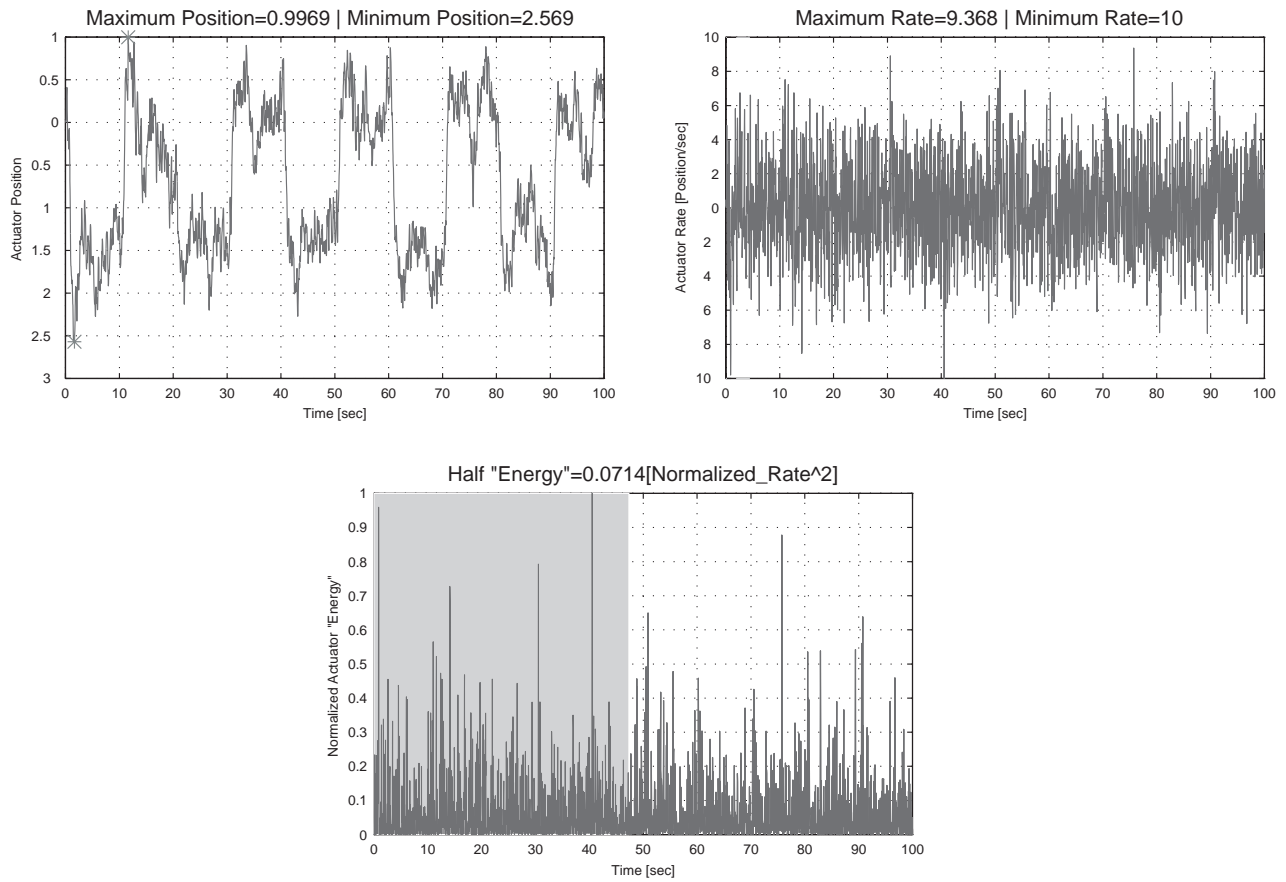 Maximum Position=0.9969 | Minimum Position=2.569
1
0.5
0
0.5
1
1.5
2
2.5
3
Actuator Position
0 10 20 30 40 50 60 70 80 90 100
Time [sec]
Maximum Rate=9.368 | Minimum Rate=10
10
8
6
4
2
0
2
4
6
8
10
Actuator Rate [Position/sec]
0 10 20 30 40 50 60 70 80 90 100
Time [sec]
Half "Energy"=0.0714[Normalized_Rate^2]
1
0.9
0.8
0.7
0.6
0.5
0.4
0.3
0.2
0.1
0
Normalized Actuator "Energy"
0 10 20 30 40 50 60 70 80 90 100
Time [sec]